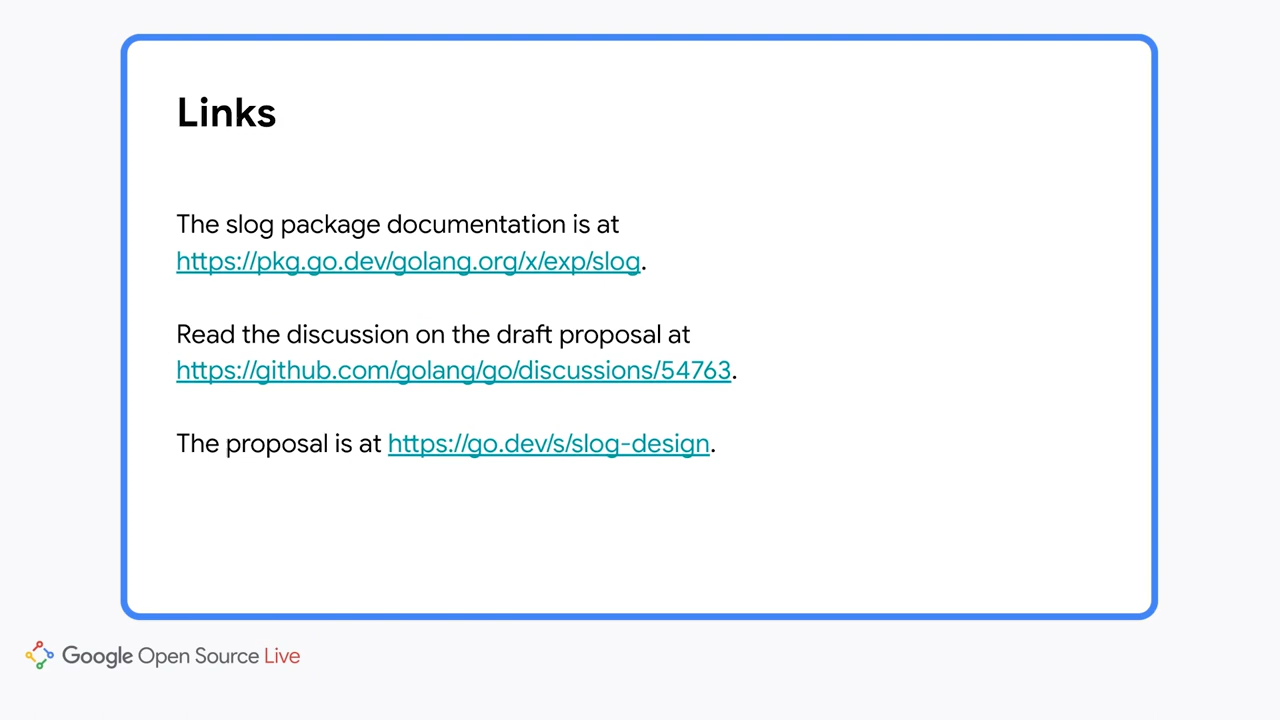 Links
The slog package documentation is at
https://pkg.go.dev/golang.org/x/exp/slog.
Read the discussion on the draft proposal at
https://github.com/golang/go/discussions/54763.
The proposal is at https://go.dev/s/slog-design.
Google Open Source Live